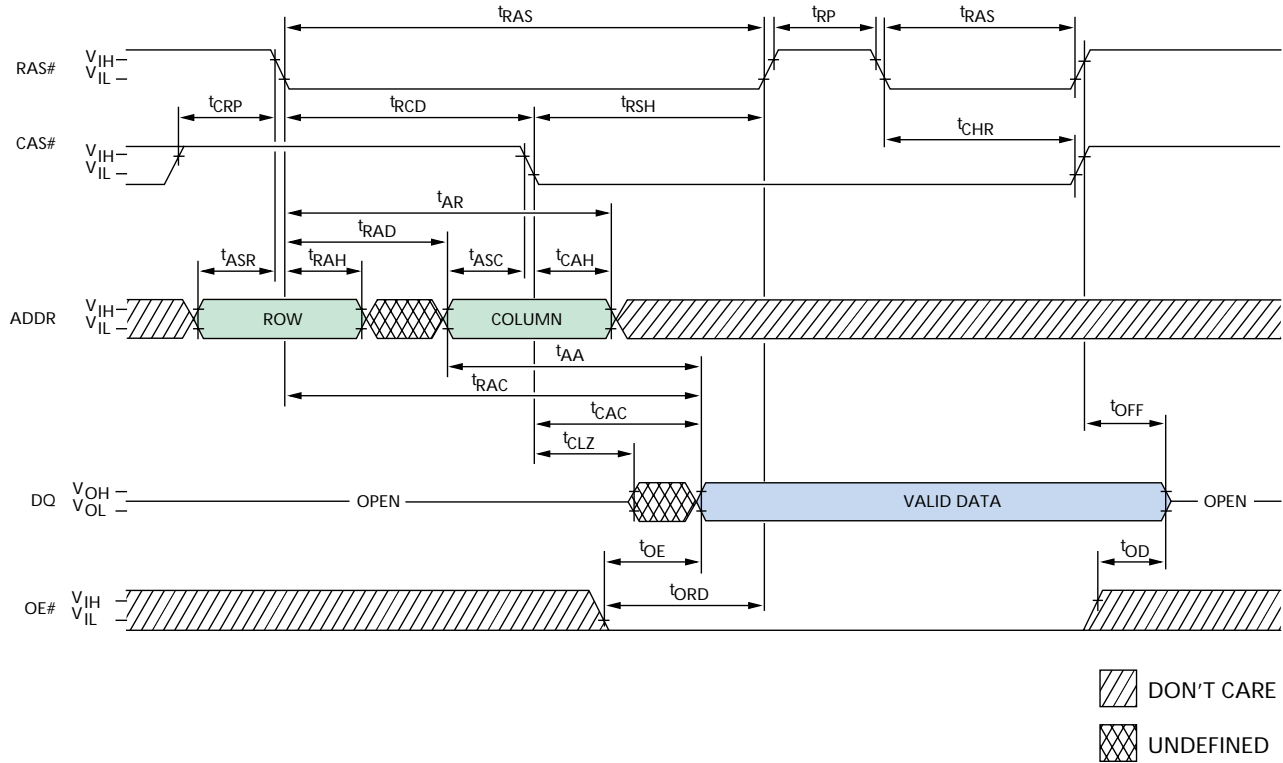 tRAS tRP tRAS
RAS# VIH
VIL
tCRP tRCD tRSH
tCHR
CAS# VIH
VIL
tAR
tRAD
tASR tRAH tASC tCAH
ADDR VIH
VIL
ROW COLUMN
tAA
tRAC
tCAC
tOFF
tCLZ
DQ VOH
VOL
OPEN VALID DATA OPEN
tOE tOD
tORD
OE# VIH
VIL
DON'T CARE
UNDEFINED